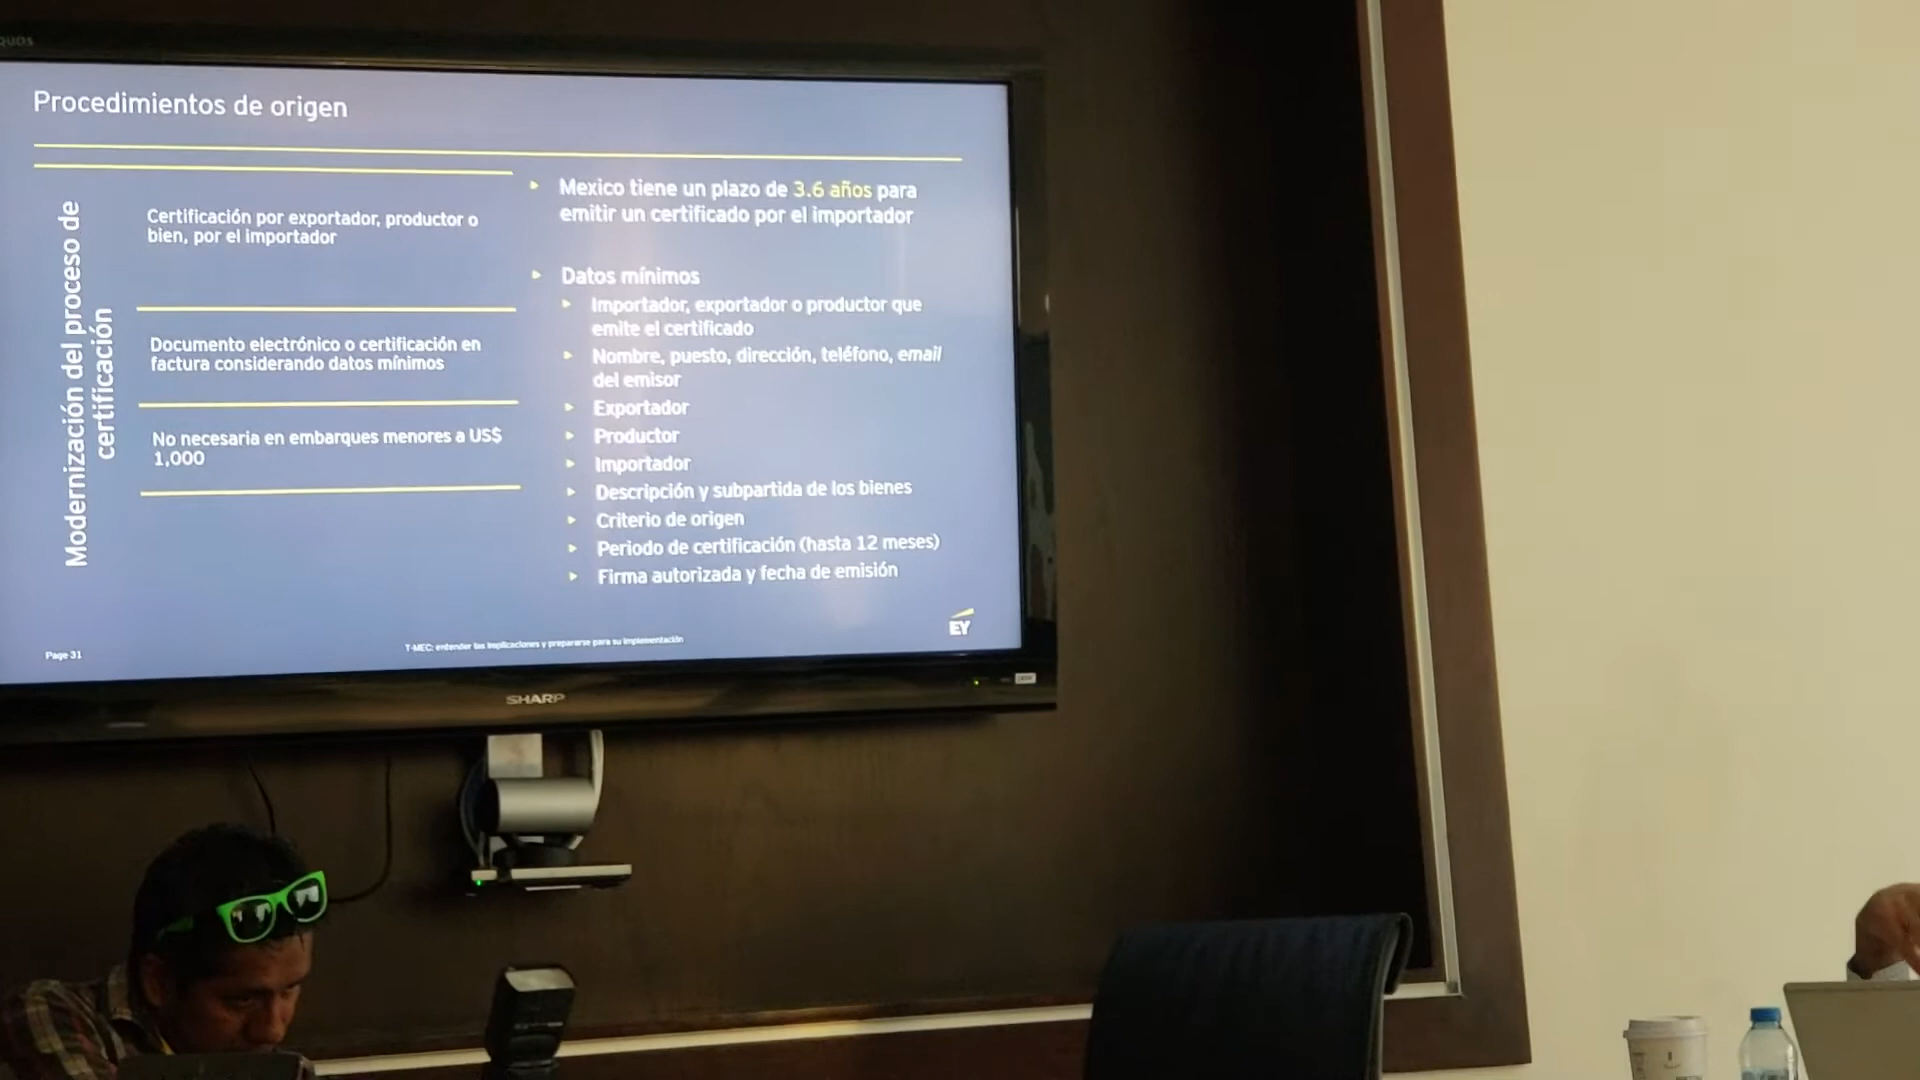 Procedimientos de origen
Modernización del proceso de
certificación
Certificación por exportador, productor o
bien, por el importador
Documento electrónico o certificación en
factura considerando datos mínimos
No necesaria en embarques menores a US$
1,000
Mexico tiene un plazo de 3.6 años para
emitir un certificado por el importador
Datos mínimos
Importador, exportador o productor que
emite el certificado
Nombre, puesto, dirección, teléfono, email
del emisor
Exportador
Productor
Importador
Descripción y subpartida de los bienes
Criterio de origen
Periodo de certificación (hasta 12 meses)
Firma autorizada y fecha de emisión
EY
Page 31
T-MEC: entender las implicaciones y prepararse para su implementación
SHARP